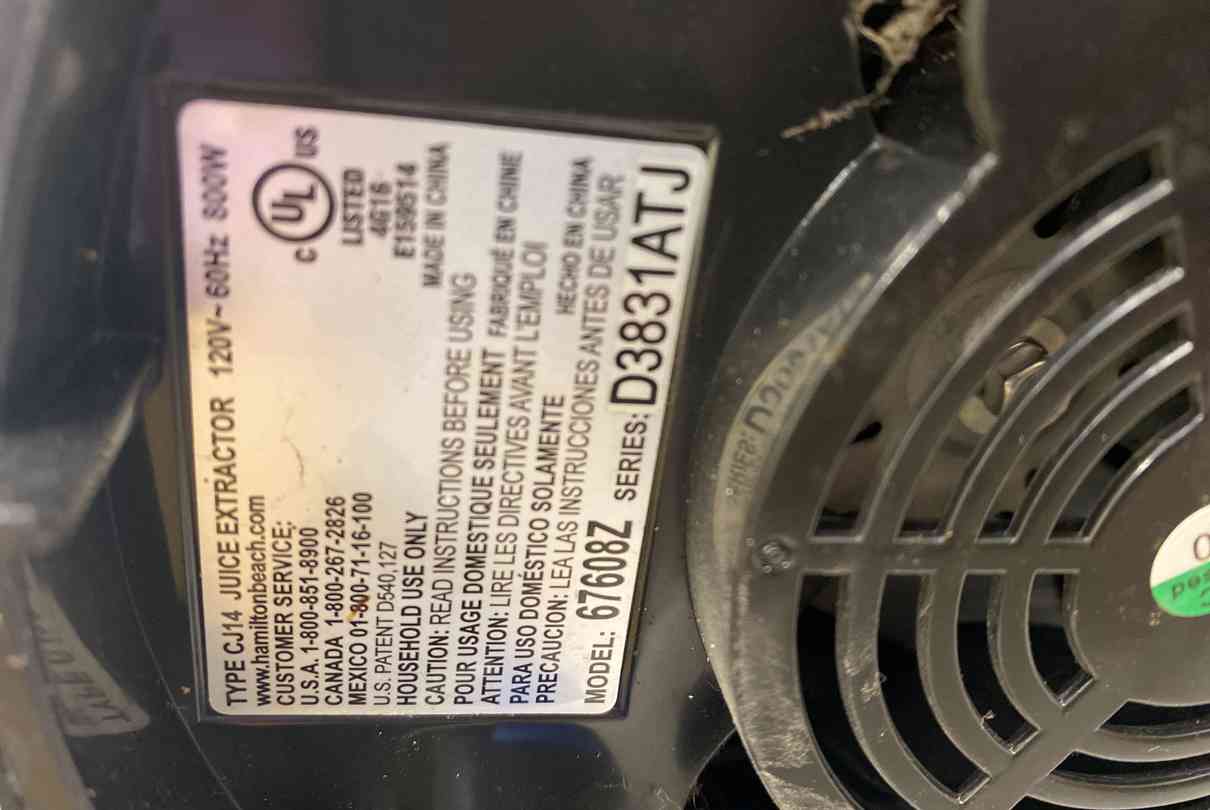 TYPE CJ14 JUICE EXTRACTOR 120V~ 60Hz 800W
www.hamiltonbeach.com
CUSTOMER SERVICE:
U.S.A. 1-800-851-8900
CANADA 1-800-267-2826
MEXICO 01-800-71-16-100
U.S. PATENT D540,127
HOUSEHOLD USE ONLY
C UL US
LISTED
4G16
E159514
MADE IN CHINA
CAUTION: READ INSTRUCTIONS BEFORE USING
POUR USAGE DOMESTIQUE SEULEMENT FABRIQUÉ EN CHINE
ATTENTION: LIRE LES DIRECTIVES AVANT L'EMPLOI
PARA USO DOMÉSTICO SOLAMENTE HECHO EN CHINA
PRECAUCION: LEA LAS INSTRUCCIONES ANTES DE USAR
MODEL: 67608Z SERIES: D3831ATJ